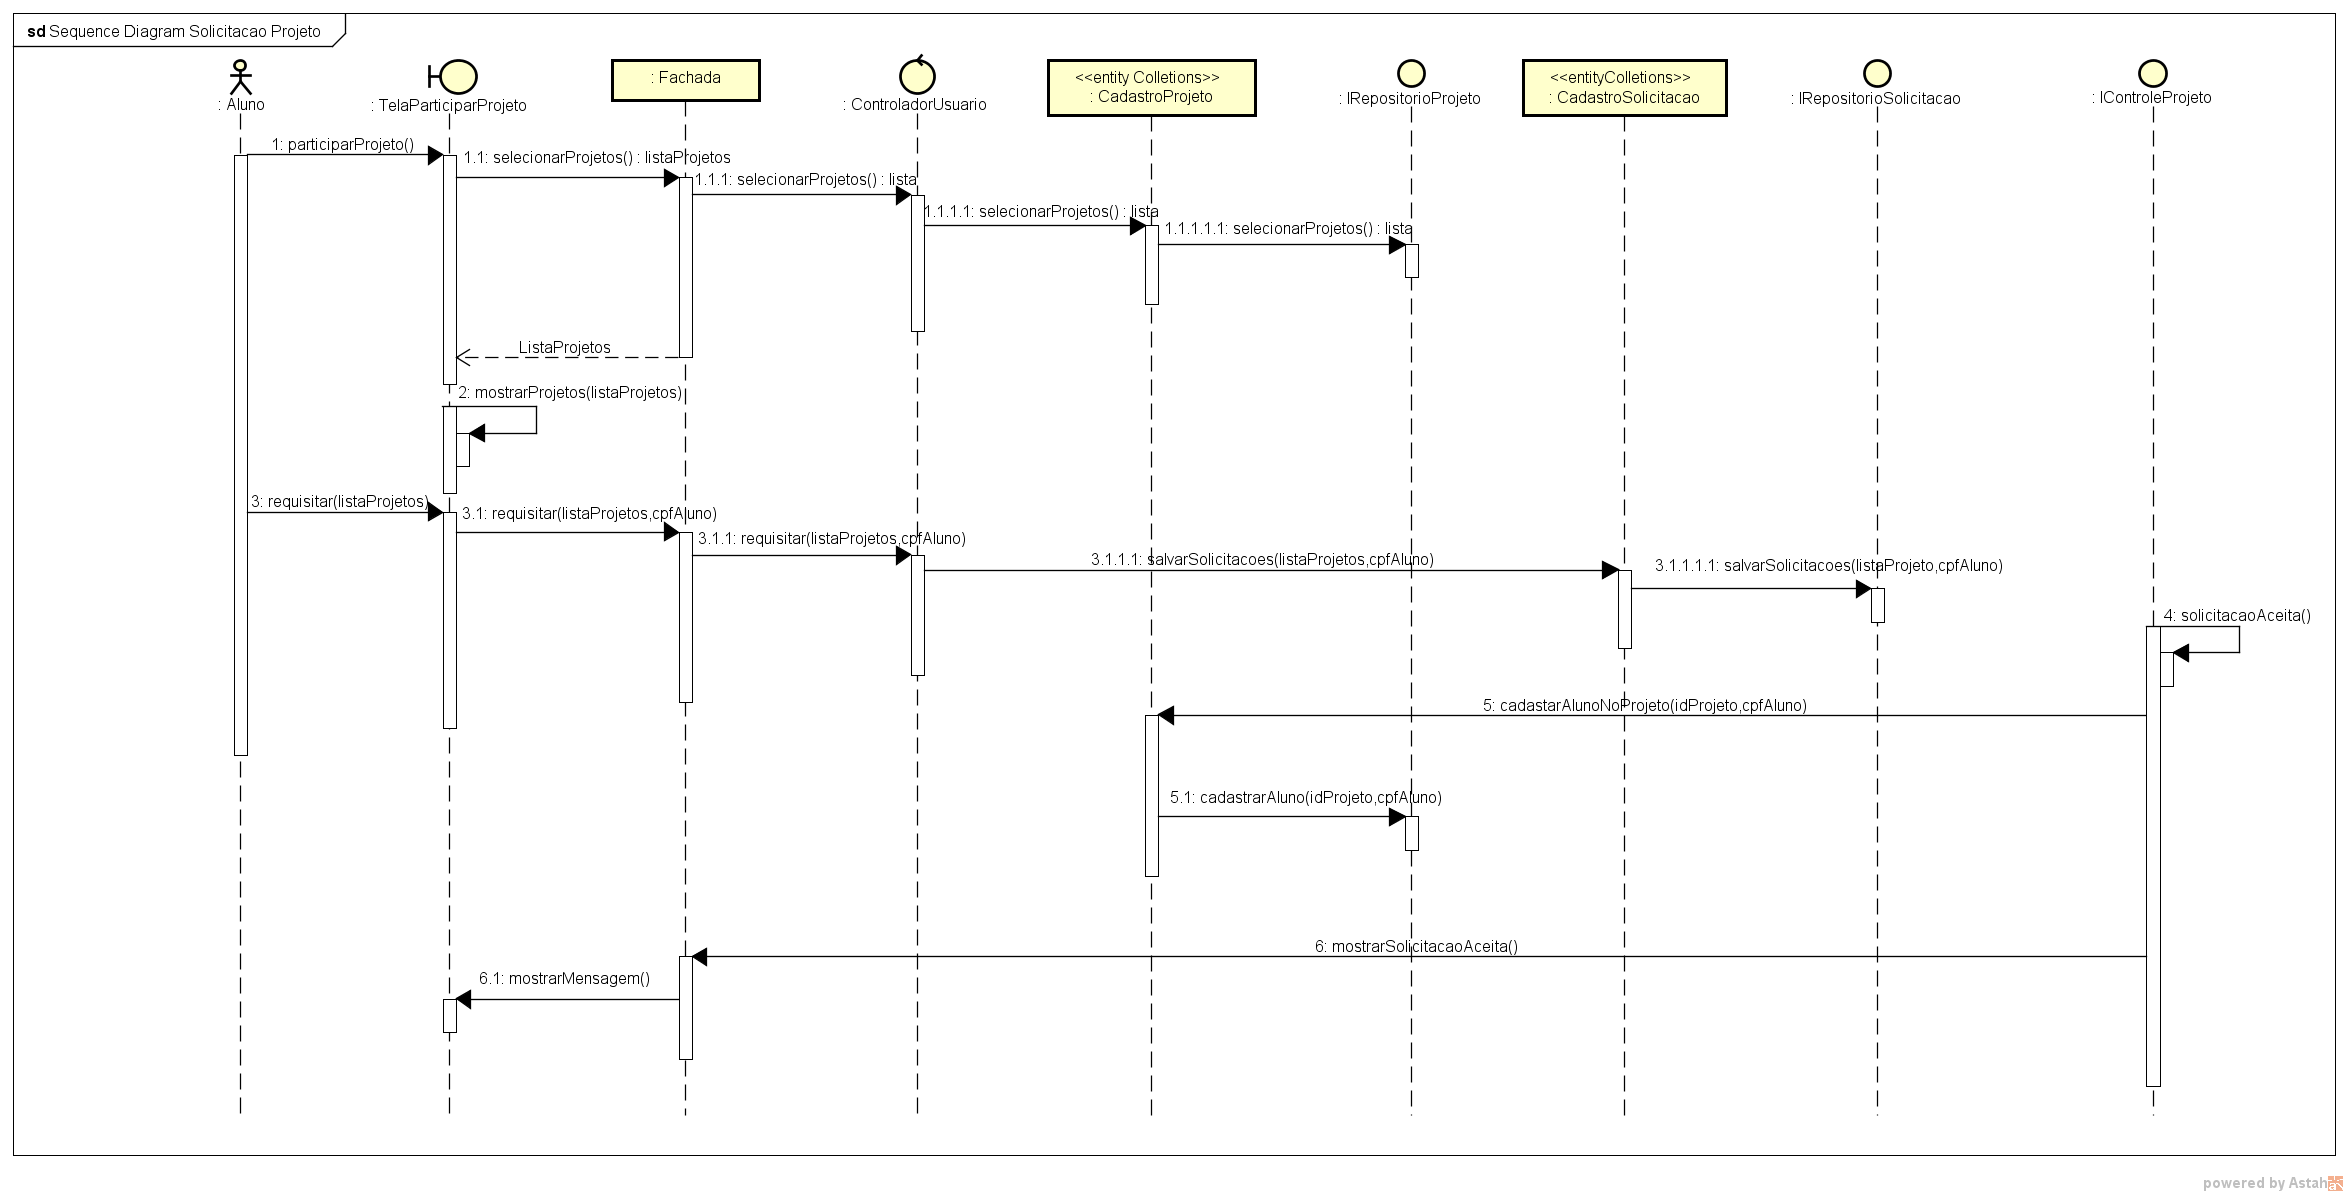 sd Sequence Diagram Solicitacao Projeto
: Aluno
: TelaParticiparProjeto
: Fachada
: ControladorUsuario
<<entity Colletions>>
: CadastroProjeto
: IRepositorioProjeto
<<entityColletions>>
: CadastroSolicitacao
: IRepositorioSolicitacao
: IControleProjeto
1: participarProjeto()
1.1: selecionarProjetos() : listaProjetos
1.1.1: selecionarProjetos() : lista
1.1.1.1: selecionarProjetos() : lista
1.1.1.1.1: selecionarProjetos() : lista
ListaProjetos
2: mostrarProjetos(listaProjetos)
3: requisitar(listaProjetos)
3.1: requisitar(listaProjetos,cpfAluno)
3.1.1: requisitar(listaProjetos,cpfAluno)
3.1.1.1: salvarSolicitacoes(listaProjetos,cpfAluno)
3.1.1.1.1: salvarSolicitacoes(listaProjeto,cpfAluno)
4: solicitacaoAceita()
5: cadastarAlunoNoProjeto(idProjeto,cpfAluno)
5.1: cadastrarAluno(idProjeto,cpfAluno)
6: mostrarSolicitacaoAceita()
6.1: mostrarMensagem()
powered by Astah